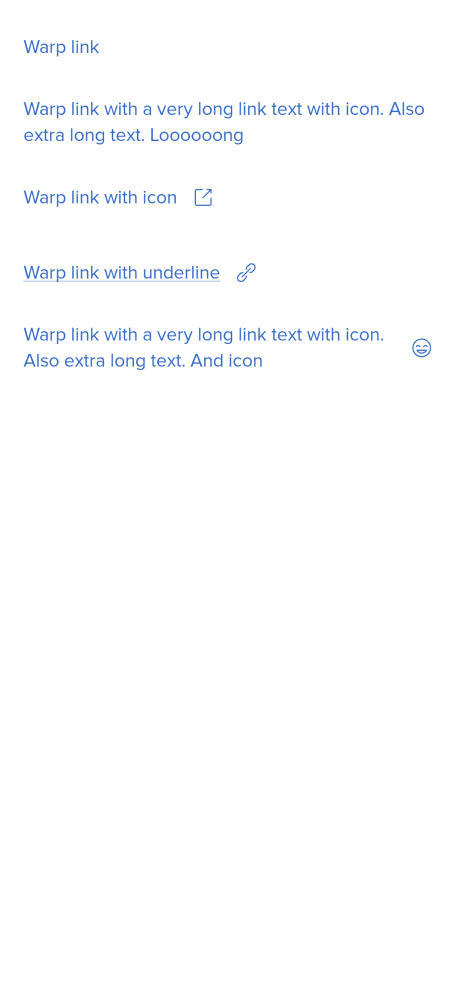 Warp link
Warp link with a very long link text with icon. Also
extra long text. Loooooong
Warp link with icon
Warp link with underline
Warp link with a very long link text with icon.
Also extra long text. And icon